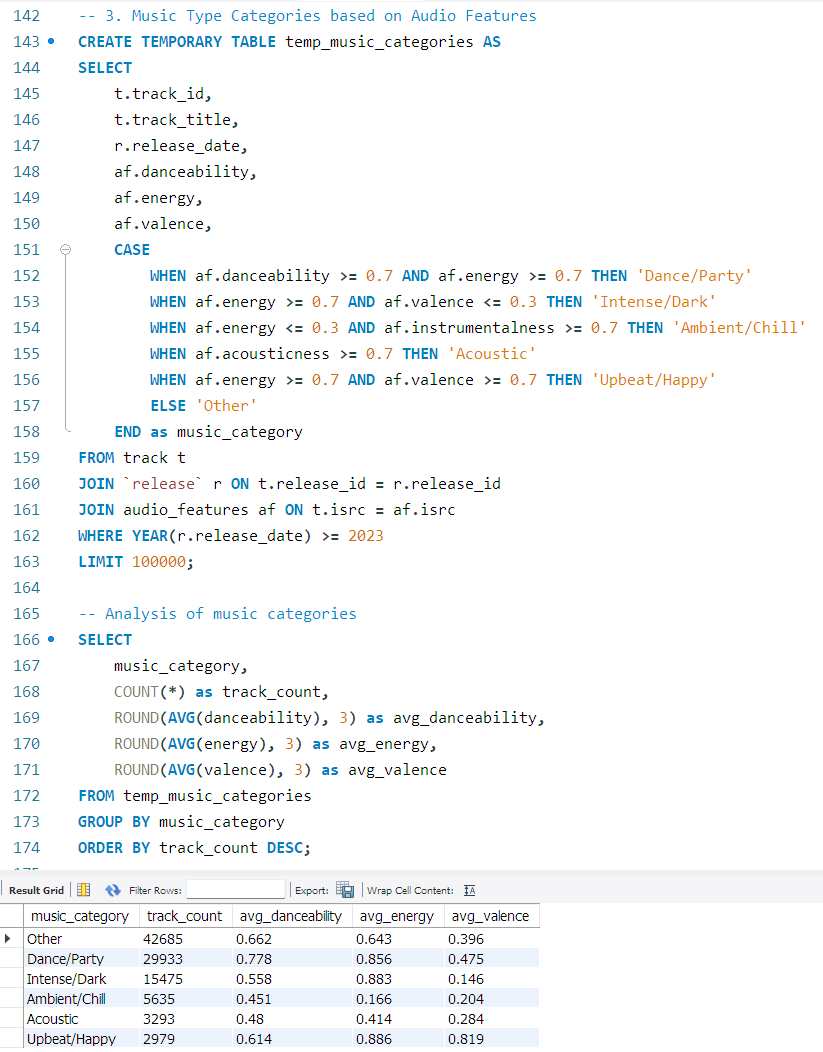 142 -- 3. Music Type Categories based on Audio Features
143 CREATE TEMPORARY TABLE temp_music_categories AS
144 SELECT
145 t.track_id,
146 t.track_title,
147 r.release_date,
148 af.danceability,
149 af.energy,
150 af.valence,
151 CASE
152 WHEN af.danceability >= 0.7 AND af.energy >= 0.7 THEN 'Dance/Party'
153 WHEN af.energy >= 0.7 AND af.valence <= 0.3 THEN 'Intense/Dark'
154 WHEN af.energy <= 0.3 AND af.instrumentalness >= 0.7 THEN 'Ambient/Chill'
155 WHEN af.acousticness >= 0.7 THEN 'Acoustic'
156 WHEN af.energy >= 0.7 AND af.valence >= 0.7 THEN 'Upbeat/Happy'
157 ELSE 'Other'
158 END as music_category
159 FROM track t
160 JOIN `release` r ON t.release_id = r.release_id
161 JOIN audio_features af ON t.isrc = af.isrc
162 WHERE YEAR(r.release_date) >= 2023
163 LIMIT 100000;
164
165 -- Analysis of music categories
166 SELECT
167 music_category,
168 COUNT(*) as track_count,
169 ROUND(AVG(danceability), 3) as avg_danceability,
170 ROUND(AVG(energy), 3) as avg_energy,
171 ROUND(AVG(valence), 3) as avg_valence
172 FROM temp_music_categories
173 GROUP BY music_category
174 ORDER BY track_count DESC;
Result Grid Filter Rows: Export: Wrap Cell Content: IA
music_category track_count avg_danceability avg_energy avg_valence
Other 42685 0.662 0.643 0.396
Dance/Party 29933 0.778 0.856 0.475
Intense/Dark 15475 0.558 0.883 0.146
Ambient/Chill 5635 0.451 0.166 0.204
Acoustic 3293 0.48 0.414 0.284
Upbeat/Happy 2979 0.614 0.886 0.819